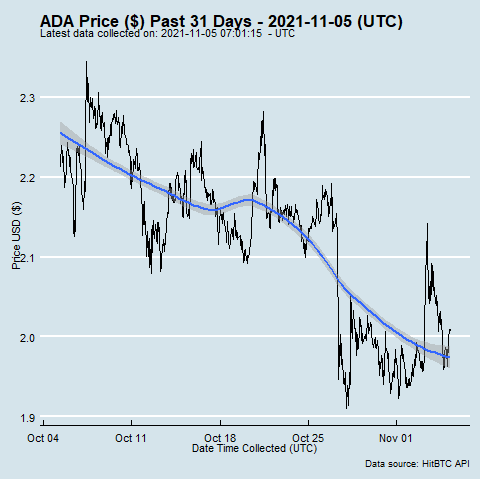 ADA Price ($) Past 31 Days - 2021-11-05 (UTC)
Latest data collected on: 2021-11-05 07:01:15 - UTC
Price USD ($)
2.3
2.2
2.1
2.0
1.9
Oct 04 Oct 11 Oct 18 Oct 25 Nov 01
Date Time Collected (UTC)
Data source: HitBTC API